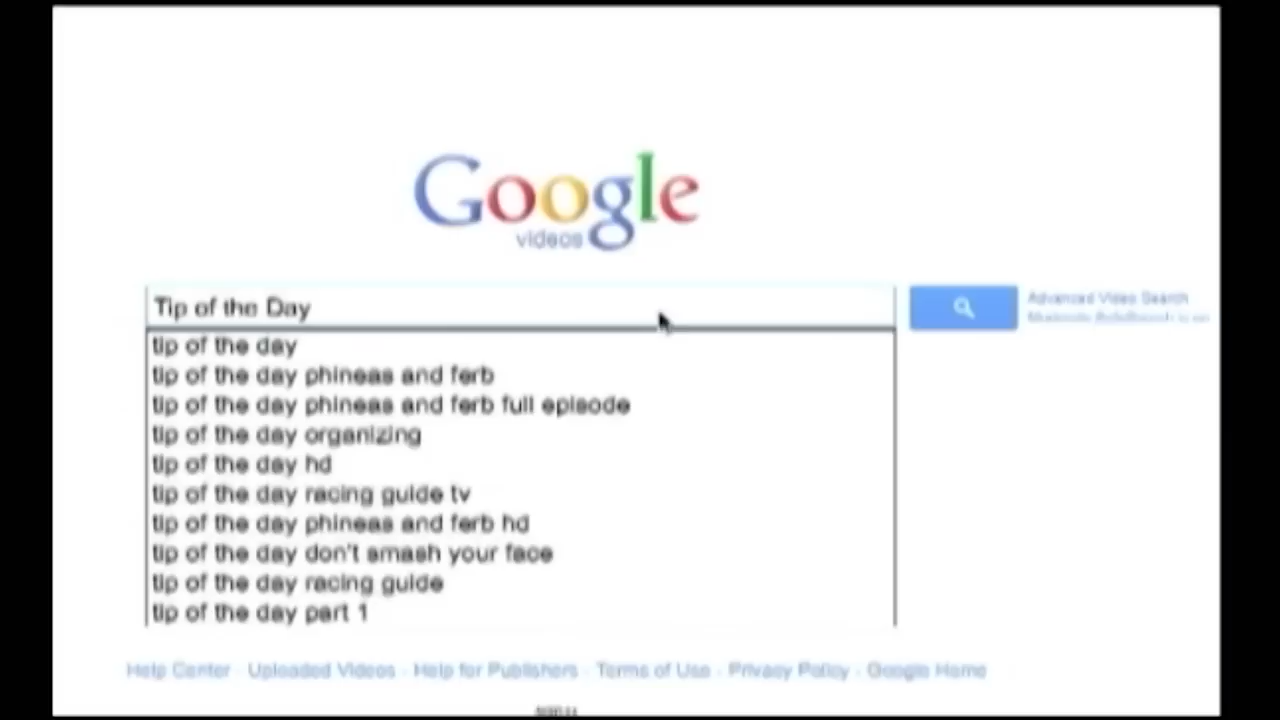 Google
videos
Tip of the Day
Advanced Video Search
tip of the day
tip of the day phineas and ferb
tip of the day phineas and ferb full episode
tip of the day organizing
tip of the day hd
tip of the day racing guide tv
tip of the day phineas and ferb hd
tip of the day don't smash your face
tip of the day racing guide
tip of the day part 1
Help Center - Uploaded Videos - Help for Publishers - Terms of Use - Privacy Policy - Google Home